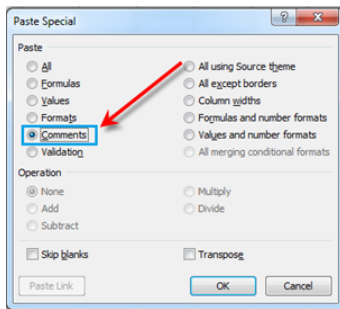 Paste Special
Paste
All
All using Source theme
Formulas
All except borders
Values
Column widths
Formats
Formulas and number formats
Comments
Values and number formats
Validation
All merging conditional formats
Operation
None
Multiply
Add
Divide
Subtract
Skip blanks
Transpose
Paste Link
OK
Cancel